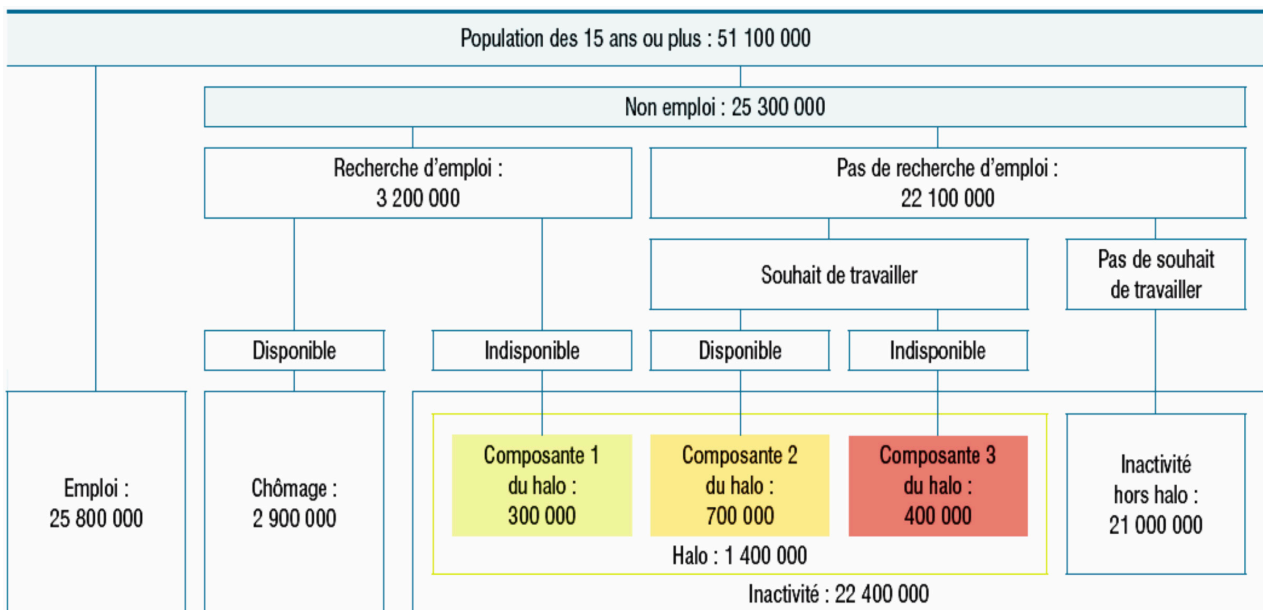 Population des 15 ans ou plus : 51 100 000
Non emploi : 25 300 000
Recherche d'emploi :
3 200 000
Pas de recherche d'emploi :
22 100 000
Souhait de travailler
Pas de souhait
de travailler
Disponible
Indisponible
Disponible
Indisponible
Emploi :
25 800 000
Chômage :
2 900 000
Composante 1
du halo :
300 000
Composante 2
du halo :
700 000
Composante 3
du halo :
400 000
Inactivité
hors halo :
21 000 000
Halo : 1 400 000
Inactivité : 22 400 000